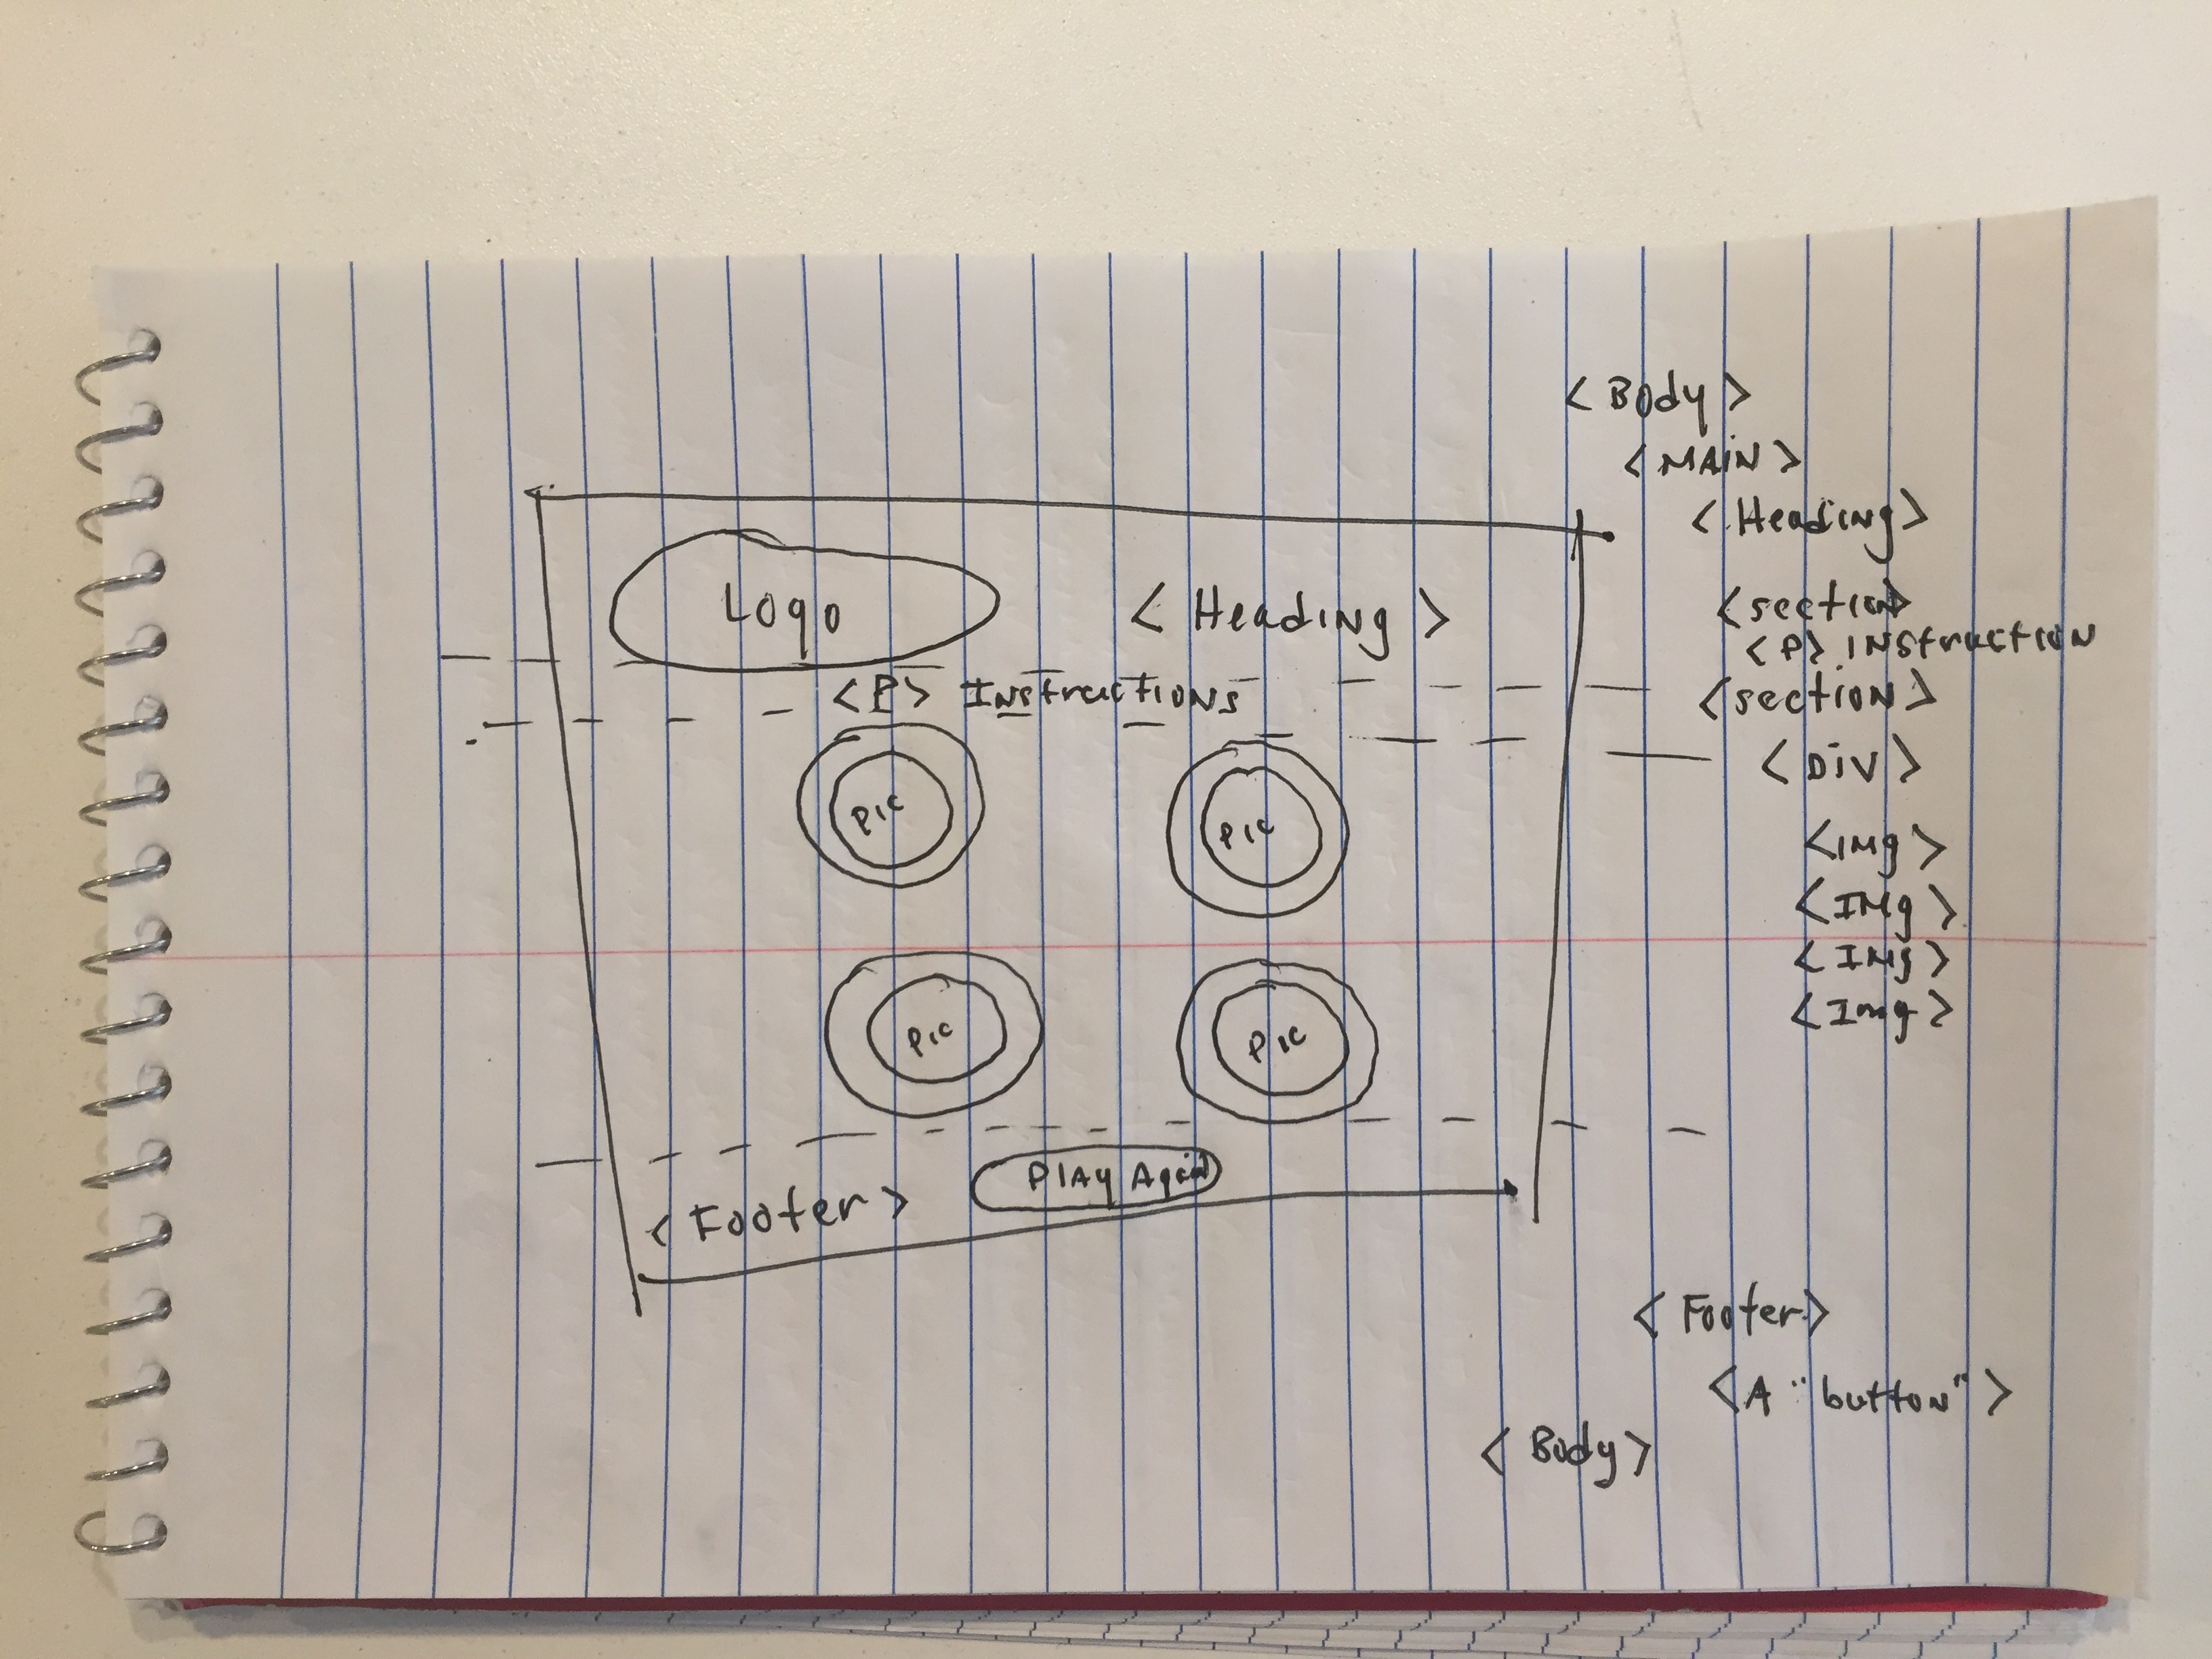 Logo
<Heading>
<P> Instructions
Pic
Pic
Pic
Pic
<Footer>
Play Again
<Body>
<MAIN>
<Heading>
<section>
<P> instruction
<section>
<Div>
<Img>
<Img>
<Img>
<Img>
<Footer>
<A "button">
<Body>